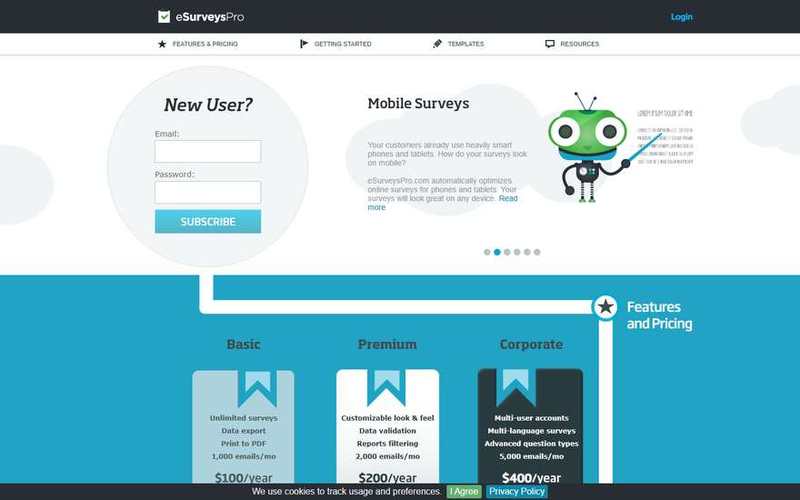 eSurveysPro
Login
FEATURES & PRICING
GETTING STARTED
TEMPLATES
RESOURCES
New User?
Email:
Password:
SUBSCRIBE
Mobile Surveys
Your customers already use heavily smart
phones and tablets. How do your surveys look
on mobile?
eSurveysPro.com automatically optimizes
online surveys for phones and tablets. Your
surveys will look great on any device. Read
more
LOREM IPSUM DOLOR SIT AME
Features
and Pricing
Basic
Unlimited surveys
Data export
Print to PDF
1,000 emails/mo
$100/year
Premium
Customizable look & feel
Data validation
Reports filtering
2,000 emails/mo
$200/year
Corporate
Multi-user accounts
Multi-language surveys
Advanced question types
5,000 emails/mo
$400/year
We use cookies to track usage and preferences. I Agree Privacy Policy